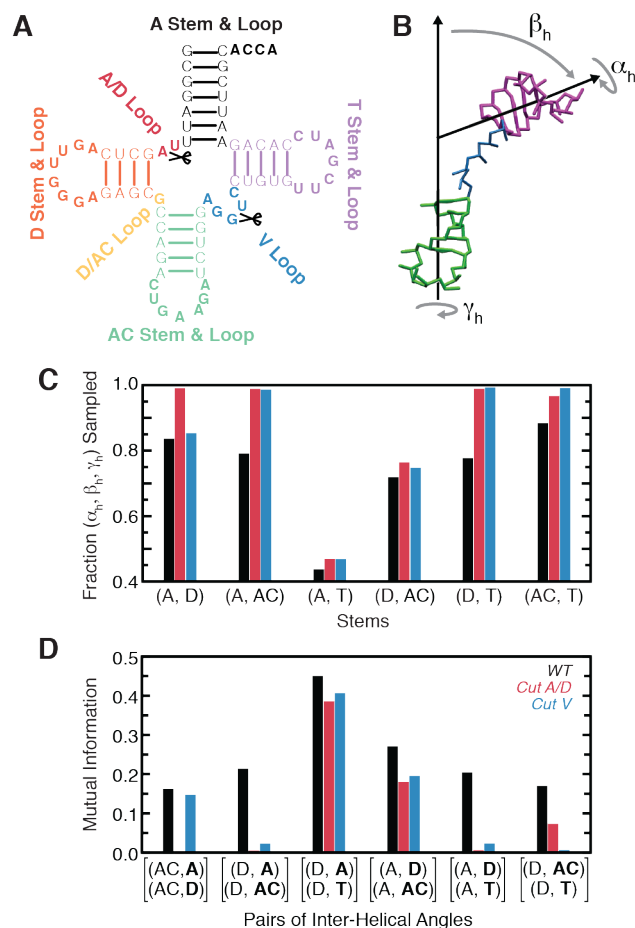 A
A Stem & Loop
G C ACCA
C G
G C
G U
A U
U A
U A
A/D Loop
D Stem & Loop
U U G A C U C G A U
G G G A G A G C
G
D/AC Loop
T Stem & Loop
G A C A C C U A G C
C U G U G U U
A G G U C
V Loop
C G
C G
A U
G C
A U
C U G A A G A
AC Stem & Loop
B
βh
αh
γh
C
Fraction (αh, βh, γh) Sampled
1.0
0.8
0.6
0.4
(A, D) (A, AC) (A, T) (D, AC) (D, T) (AC, T)
Stems
D
Mutual Information
0.5
0.4
0.3
0.2
0.1
0.0
WT
Cut A/D
Cut V
[(AC,A) (D, A) (D, A) (A, D) (A, D) (D, AC)]
[(AC,D) (D, AC) (D, T) (A, AC) (A, T) (D, T)]
Pairs of Inter-Helical Angles